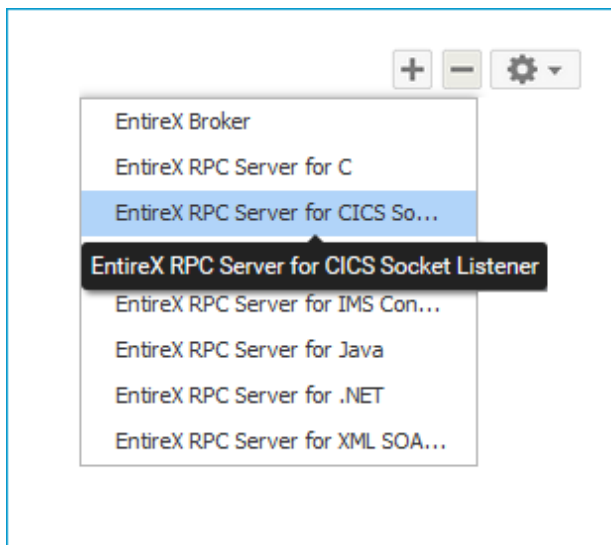 EntireX Broker
EntireX RPC Server for C
EntireX RPC Server for CICS So...
EntireX RPC Server for CICS Socket Listener
EntireX RPC Server for IMS Con...
EntireX RPC Server for Java
EntireX RPC Server for .NET
EntireX RPC Server for XML SOA...